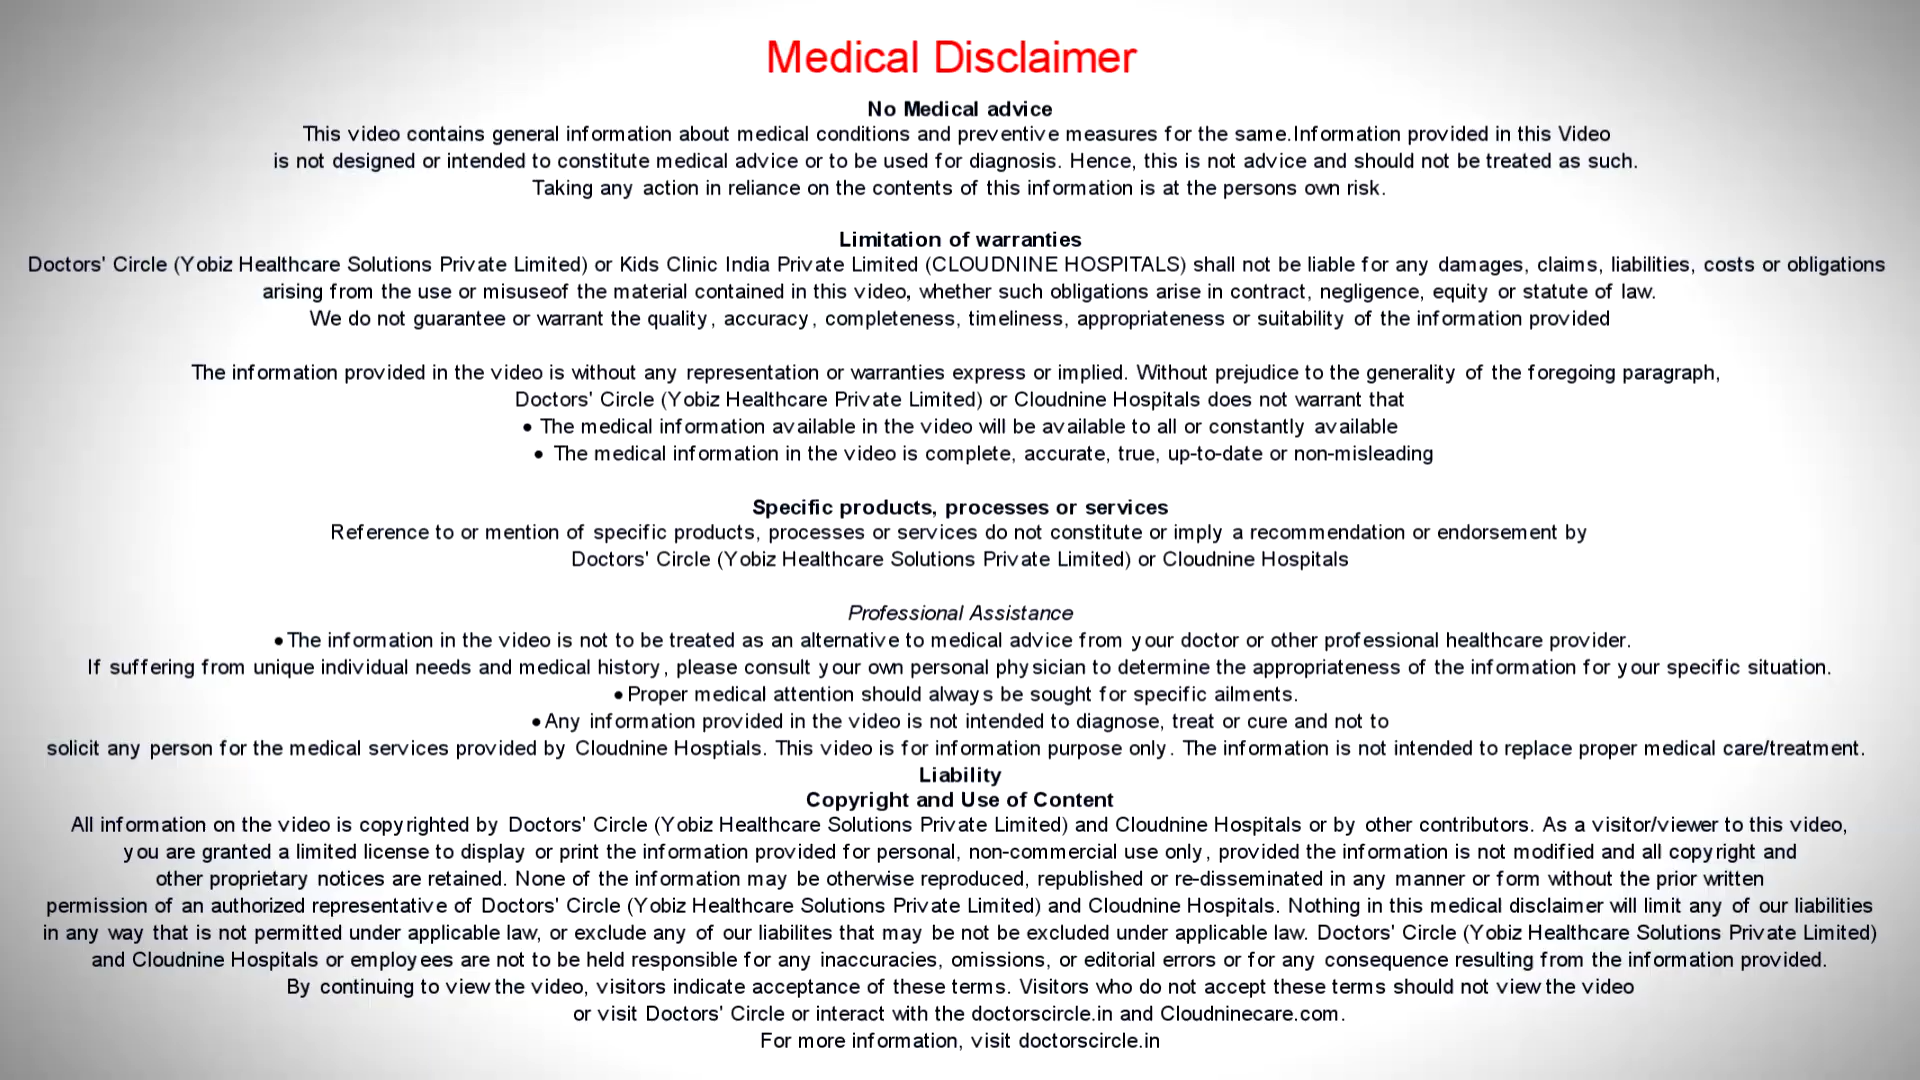 Medical Disclaimer
No Medical advice
This video contains general information about medical conditions and preventive measures for the same.Information provided in this Video
is not designed or intended to constitute medical advice or to be used for diagnosis. Hence, this is not advice and should not be treated as such.
Taking any action in reliance on the contents of this information is at the persons own risk.
Limitation of warranties
Doctors' Circle (Yobiz Healthcare Solutions Private Limited) or Kids Clinic India Private Limited (CLOUDNINE HOSPITALS) shall not be liable for any damages, claims, liabilities, costs or obligations
arising from the use or misuseof the material contained in this video, whether such obligations arise in contract, negligence, equity or statute of law.
We do not guarantee or warrant the quality, accuracy, completeness, timeliness, appropriateness or suitability of the information provided
The information provided in the video is without any representation or warranties express or implied. Without prejudice to the generality of the foregoing paragraph,
Doctors' Circle (Yobiz Healthcare Private Limited) or Cloudnine Hospitals does not warrant that
• The medical information available in the video will be available to all or constantly available
• The medical information in the video is complete, accurate, true, up-to-date or non-misleading
Specific products, processes or services
Reference to or mention of specific products, processes or services do not constitute or imply a recommendation or endorsement by
Doctors' Circle (Yobiz Healthcare Solutions Private Limited) or Cloudnine Hospitals
Professional Assistance
• The information in the video is not to be treated as an alternative to medical advice from your doctor or other professional healthcare provider.
If suffering from unique individual needs and medical history, please consult your own personal physician to determine the appropriateness of the information for your specific situation.
• Proper medical attention should always be sought for specific ailments.
• Any information provided in the video is not intended to diagnose, treat or cure and not to
solicit any person for the medical services provided by Cloudnine Hosptials. This video is for information purpose only. The information is not intended to replace proper medical care/treatment.
Liability
Copyright and Use of Content
All information on the video is copyrighted by Doctors' Circle (Yobiz Healthcare Solutions Private Limited) and Cloudnine Hospitals or by other contributors. As a visitor/viewer to this video,
you are granted a limited license to display or print the information provided for personal, non-commercial use only, provided the information is not modified and all copyright and
other proprietary notices are retained. None of the information may be otherwise reproduced, republished or re-disseminated in any manner or form without the prior written
permission of an authorized representative of Doctors' Circle (Yobiz Healthcare Solutions Private Limited) and Cloudnine Hospitals. Nothing in this medical disclaimer will limit any of our liabilities
in any way that is not permitted under applicable law, or exclude any of our liabilites that may be not be excluded under applicable law. Doctors' Circle (Yobiz Healthcare Solutions Private Limited)
and Cloudnine Hospitals or employees are not to be held responsible for any inaccuracies, omissions, or editorial errors or for any consequence resulting from the information provided.
By continuing to view the video, visitors indicate acceptance of these terms. Visitors who do not accept these terms should not view the video
or visit Doctors' Circle or interact with the doctorscircle.in and Cloudninecare.com.
For more information, visit doctorscircle.in